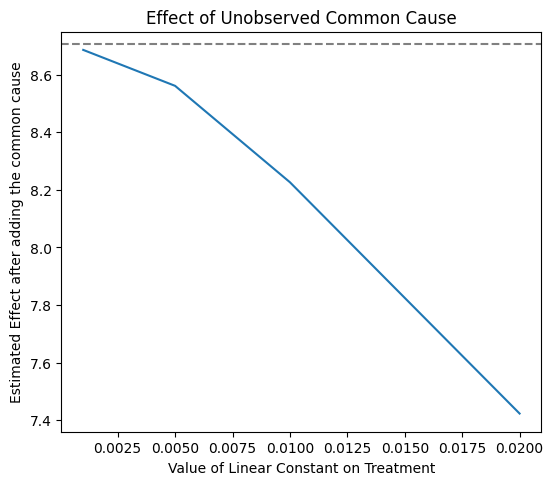 Effect of Unobserved Common Cause
Estimated Effect after adding the common cause
8.6
8.4
8.2
8.0
7.8
7.6
7.4
0.0025 0.0050 0.0075 0.0100 0.0125 0.0150 0.0175 0.0200
Value of Linear Constant on Treatment